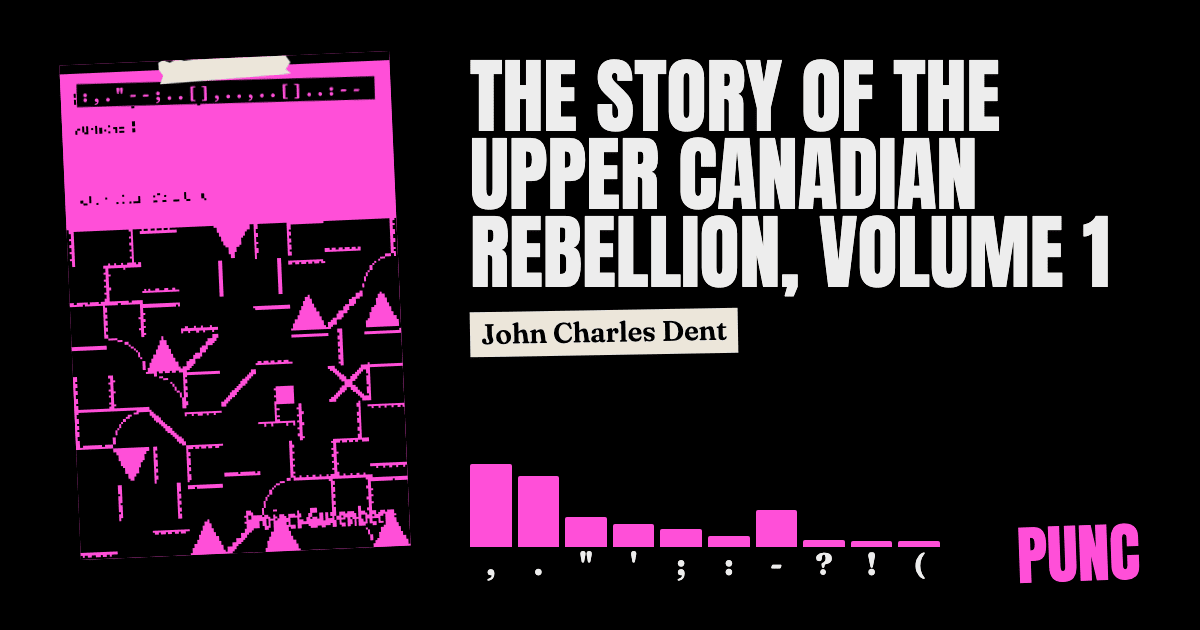 :,."--;..[],..,..[]..:--
THE STORY OF THE
UPPER CANADIAN
REBELLION, VOLUME 1
John Charles Dent
Project Gutenberg
, . " ' ; : - ? ! (
PUNC